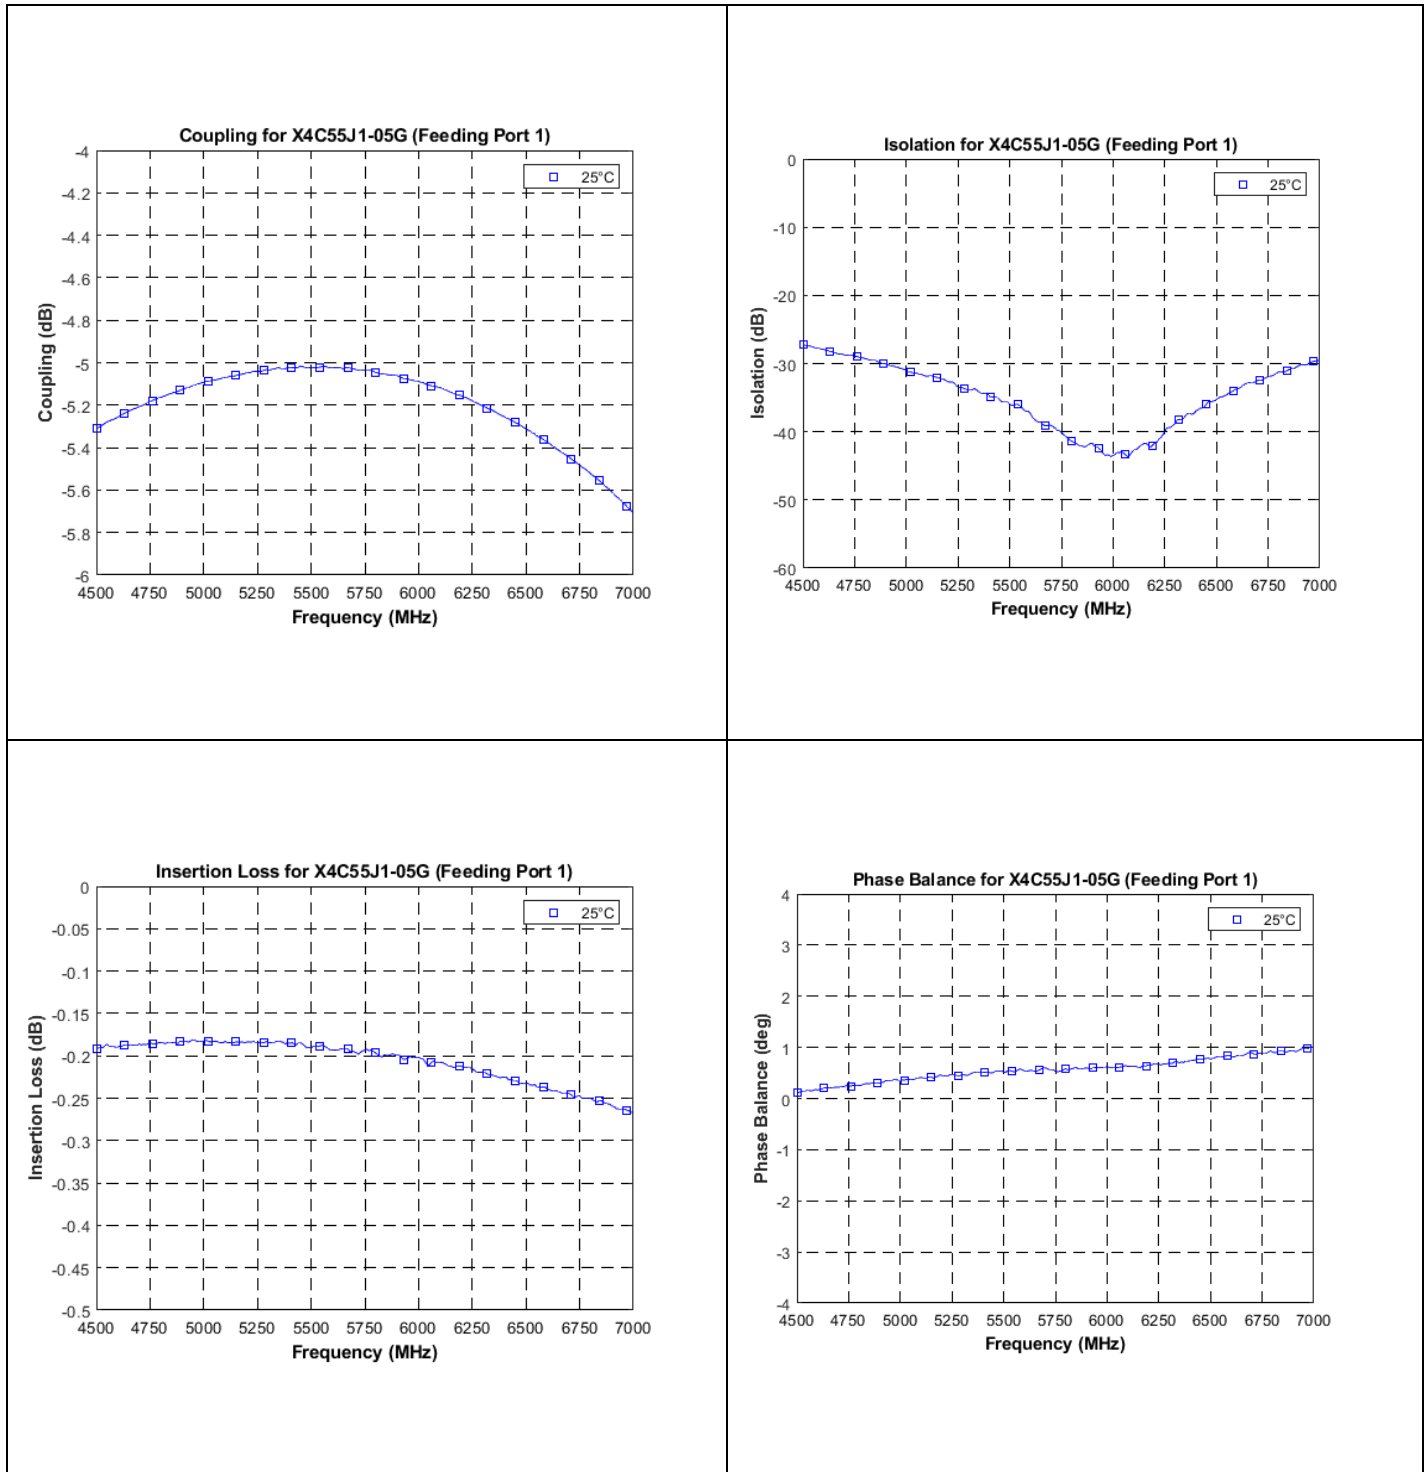 Coupling for X4C55J1-05G (Feeding Port 1)
25°C
-4
-4.2
-4.4
-4.6
-4.8
-5
-5.2
-5.4
-5.6
-5.8
-6
Coupling (dB)
4500 4750 5000 5250 5500 5750 6000 6250 6500 6750 7000
Frequency (MHz)
Isolation for X4C55J1-05G (Feeding Port 1)
25°C
0
-10
-20
-30
-40
-50
-60
Isolation (dB)
4500 4750 5000 5250 5500 5750 6000 6250 6500 6750 7000
Frequency (MHz)
Insertion Loss for X4C55J1-05G (Feeding Port 1)
25°C
0
-0.05
-0.1
-0.15
-0.2
-0.25
-0.3
-0.35
-0.4
-0.45
-0.5
Insertion Loss (dB)
4500 4750 5000 5250 5500 5750 6000 6250 6500 6750 7000
Frequency (MHz)
Phase Balance for X4C55J1-05G (Feeding Port 1)
25°C
4
3
2
1
0
-1
-2
-3
-4
Phase Balance (deg)
4500 4750 5000 5250 5500 5750 6000 6250 6500 6750 7000
Frequency (MHz)